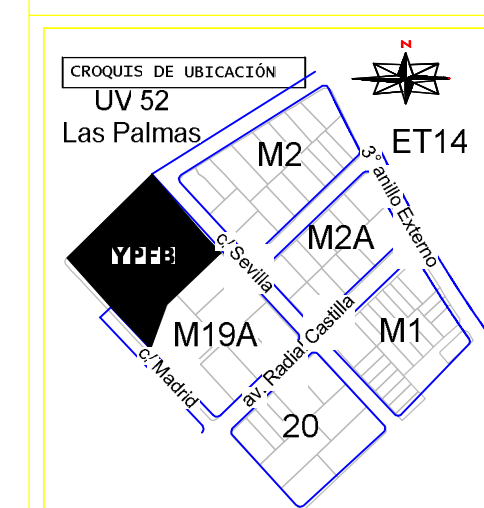 N
CROQUIS DE UBICACIÓN
UV 52
Las Palmas
M2
ET14
3° anillo Externo
M2A
YPFB
c/ Sevilla
M19A
av. Radial Castilla
M1
c/ Madrid
20